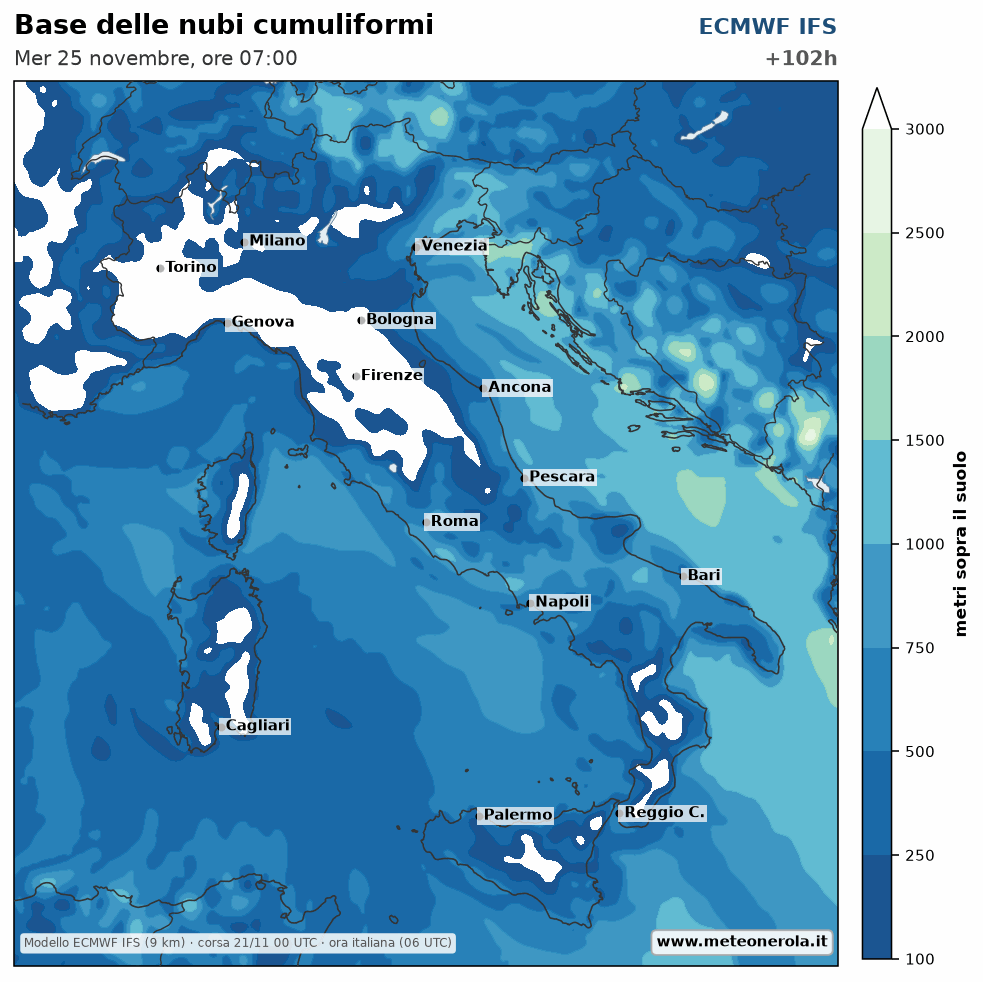 Base delle nubi cumuliformi
ECMWF IFS
Mer 25 novembre, ore 07:00
+102h
3000
2500
2000
1500
1000
750
500
250
100
metri sopra il suolo
Milano
Venezia
Torino
Genova
Bologna
Firenze
Ancona
Pescara
Roma
Bari
Napoli
Cagliari
Palermo
Reggio C.
Modello ECMWF IFS (9 km) · corsa 21/11 00 UTC · ora italiana (06 UTC)
www.meteonerola.it